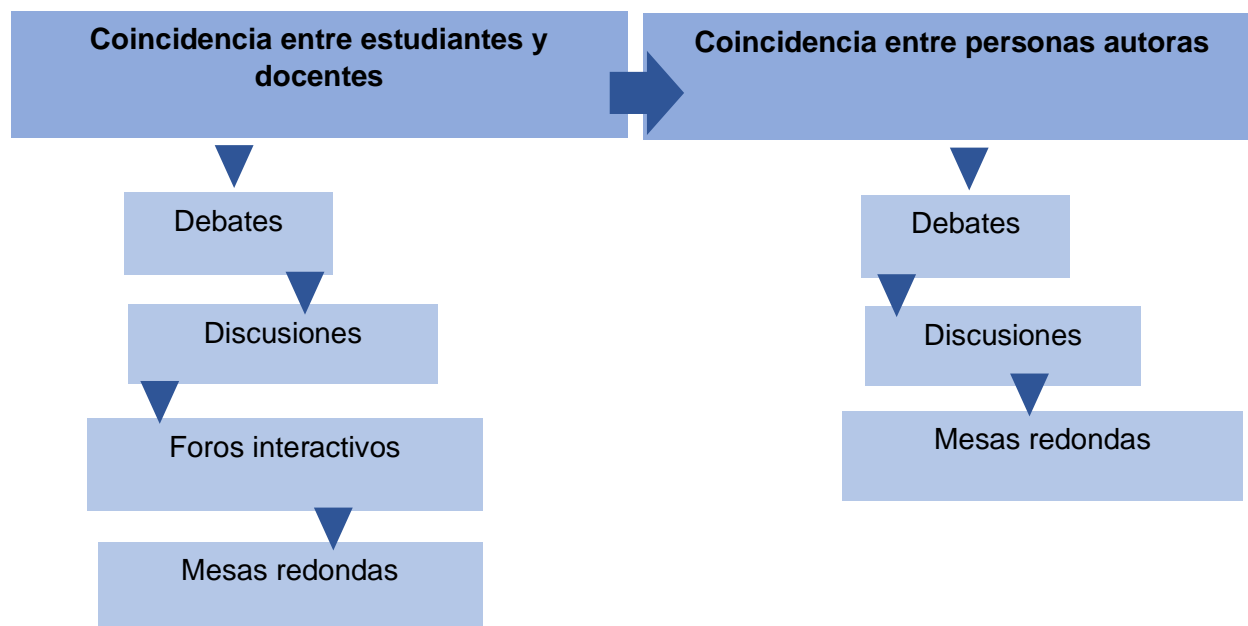 Coincidencia entre estudiantes y
docentes
Debates
Discusiones
Foros interactivos
Mesas redondas
Coincidencia entre personas autoras
Debates
Discusiones
Mesas redondas